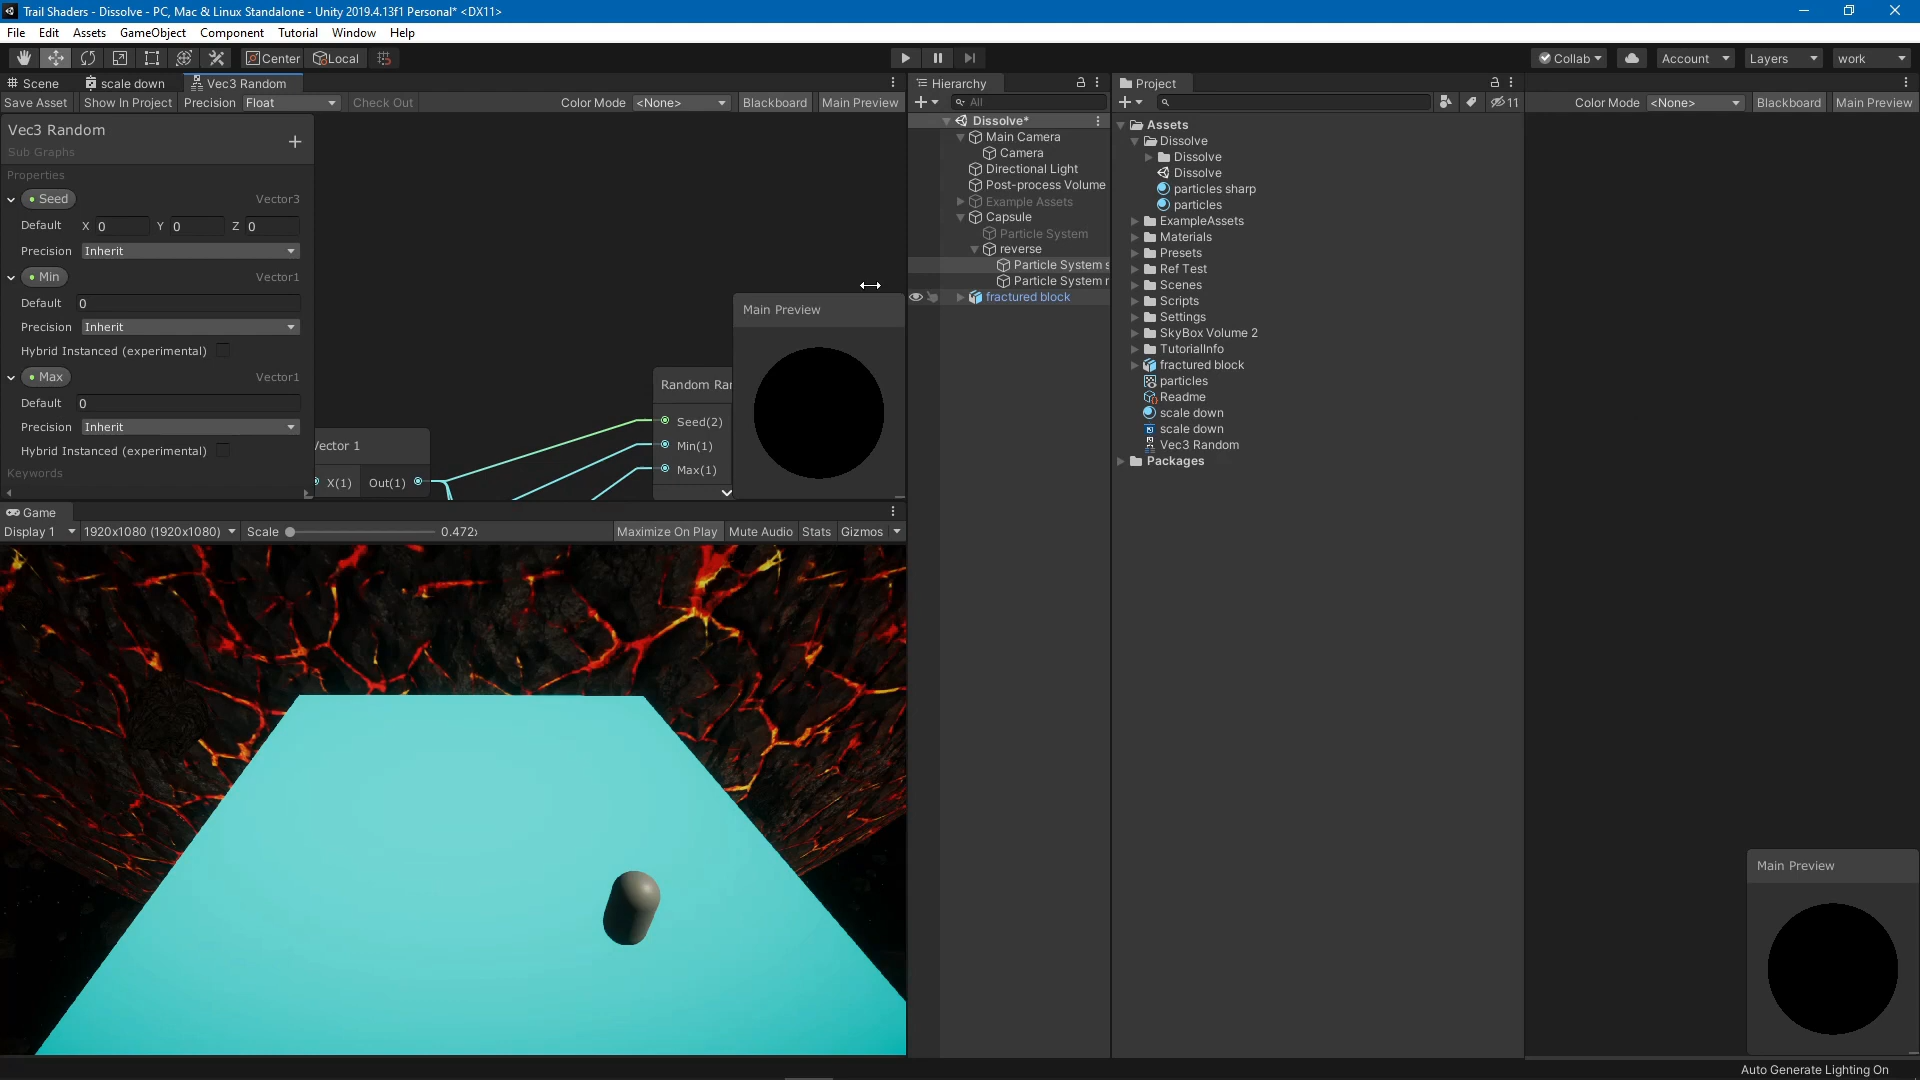 Trail Shaders - Dissolve - PC, Mac & Linux Standalone - Unity 2019.4.13f1 Personal* <DX11>
File Edit Assets GameObject Component Tutorial Window Help
Center Local Collab Account Layers work
Scene scale down Vec3 Random
Save Asset Show In Project Precision Float Check Out Color Mode <None> Blackboard Main Preview
Vec3 Random
Sub Graphs
Properties
Seed Vector3
Default X 0 Y 0 Z 0
Precision Inherit
Min Vector1
Default 0
Precision Inherit
Hybrid Instanced (experimental)
Max Vector1
Default 0
Precision Inherit
Hybrid Instanced (experimental)
Keywords
Vector 1
X(1) Out(1)
Random Rar
Seed(2)
Min(1)
Max(1)
Main Preview
Hierarchy
All
Dissolve*
Main Camera
Camera
Directional Light
Post-process Volume
Example Assets
Capsule
Particle System
reverse
Particle System s
Particle System r
fractured block
Project
11
Assets
Dissolve
Dissolve
Dissolve
particles sharp
particles
ExampleAssets
Materials
Presets
Ref Test
Scenes
Scripts
Settings
SkyBox Volume 2
TutorialInfo
fractured block
particles
Readme
scale down
scale down
Vec3 Random
Packages
Color Mode <None> Blackboard Main Preview
Main Preview
Game
Display 1 1920x1080 (1920x1080) Scale 0.472x Maximize On Play Mute Audio Stats Gizmos
Auto Generate Lighting On